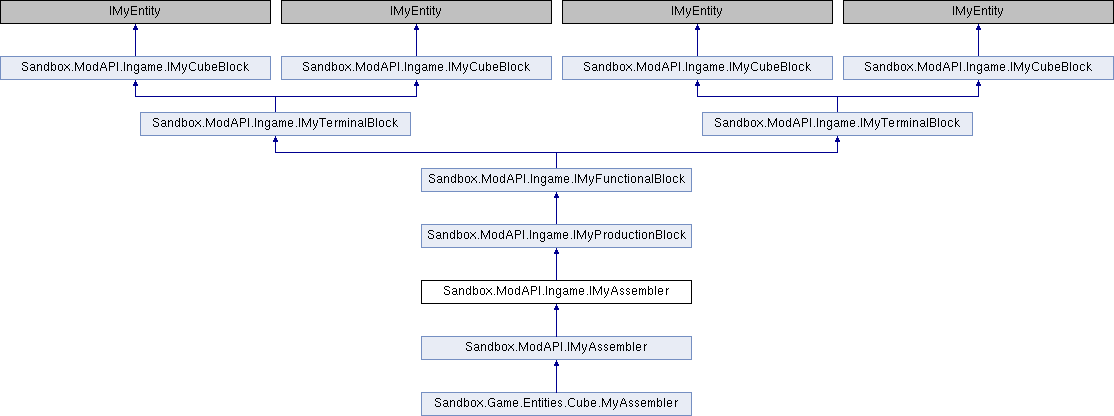 IMyEntity
IMyEntity
IMyEntity
IMyEntity
Sandbox.ModAPI.Ingame.IMyCubeBlock
Sandbox.ModAPI.Ingame.IMyCubeBlock
Sandbox.ModAPI.Ingame.IMyCubeBlock
Sandbox.ModAPI.Ingame.IMyCubeBlock
Sandbox.ModAPI.Ingame.IMyTerminalBlock
Sandbox.ModAPI.Ingame.IMyTerminalBlock
Sandbox.ModAPI.Ingame.IMyFunctionalBlock
Sandbox.ModAPI.Ingame.IMyProductionBlock
Sandbox.ModAPI.Ingame.IMyAssembler
Sandbox.ModAPI.IMyAssembler
Sandbox.Game.Entities.Cube.MyAssembler